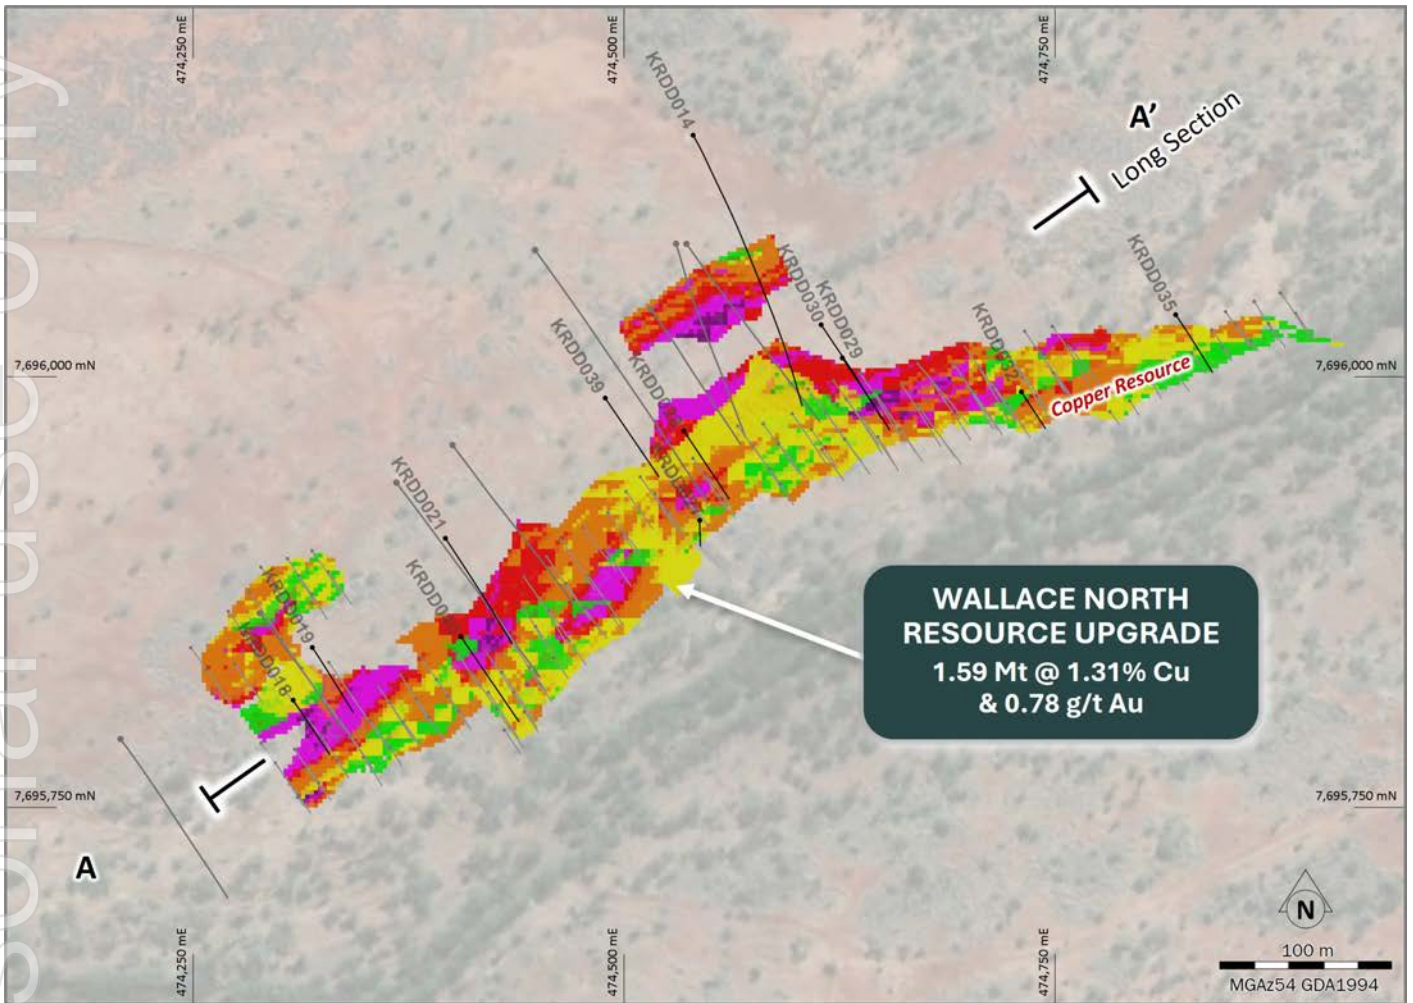 474,250 mE
474,500 mE
474,750 mE
KRDD014
A'
Long Section
KRDD035
KRDD030
KRDD029
KRDD032
KRDD039
7,696,000 mN
7,696,000 mN
Copper Resource
KRDD021
KRDD019
KRDD018
WALLACE NORTH
RESOURCE UPGRADE
1.59 Mt @ 1.31% Cu
& 0.78 g/t Au
7,695,750 mN
7,695,750 mN
A
N
474,250 mE
474,500 mE
474,750 mE
100 m
MGAz54 GDA1994